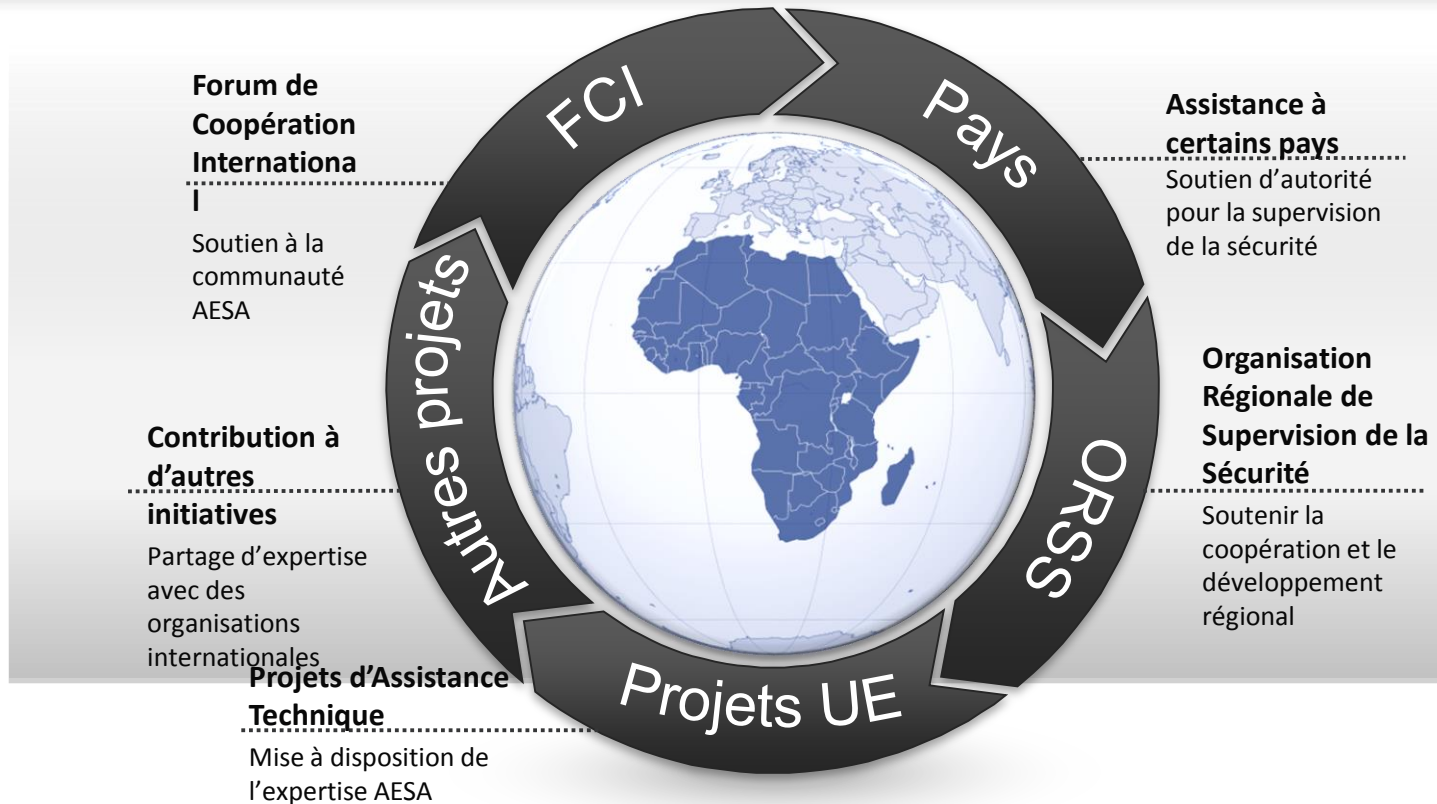 FCI
Pays
ORSS
Projets UE
Autres projets
Forum de
Coopération
Internationa
l
Soutien à la
communauté
AESA
Assistance à
certains pays
Soutien d’autorité
pour la supervision
de la sécurité
Organisation
Régionale de
Supervision de la
Sécurité
Soutenir la
coopération et le
développement
régional
Contribution à
d’autres
initiatives
Partage d’expertise
avec des
organisations
internationales
Projets d’Assistance
Technique
Mise à disposition de
l’expertise AESA